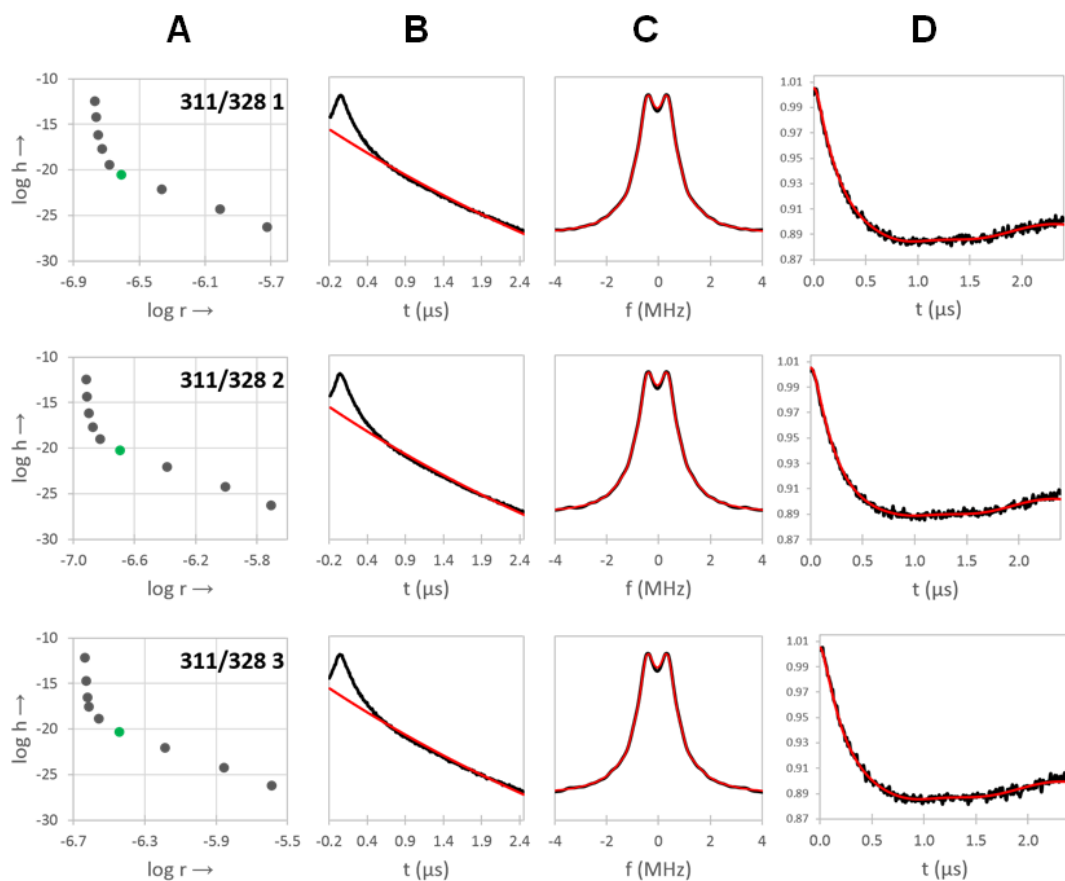 A B C D
311/328 1
-10
-15
-20
-25
-30
log h →
-6.9 -6.5 -6.1 -5.7
log r →
-0.2 0.4 0.9 1.4 1.9 2.4
t (µs)
-4 -2 0 2 4
f (MHz)
1.01
0.99
0.97
0.95
0.93
0.91
0.89
0.87
0.0 0.5 1.0 1.5 2.0
t (µs)
311/328 2
-10
-15
-20
-25
-30
log h →
-7.0 -6.6 -6.2 -5.8
log r →
-0.2 0.4 0.9 1.4 1.9 2.4
t (µs)
-4 -2 0 2 4
f (MHz)
1.01
0.99
0.97
0.95
0.93
0.91
0.89
0.87
0.0 0.5 1.0 1.5 2.0
t (µs)
311/328 3
-10
-15
-20
-25
-30
log h →
-6.7 -6.3 -5.9 -5.5
log r →
-0.2 0.4 0.9 1.4 1.9 2.4
t (µs)
-4 -2 0 2 4
f (MHz)
1.01
0.99
0.97
0.95
0.93
0.91
0.89
0.87
0.0 0.5 1.0 1.5 2.0
t (µs)